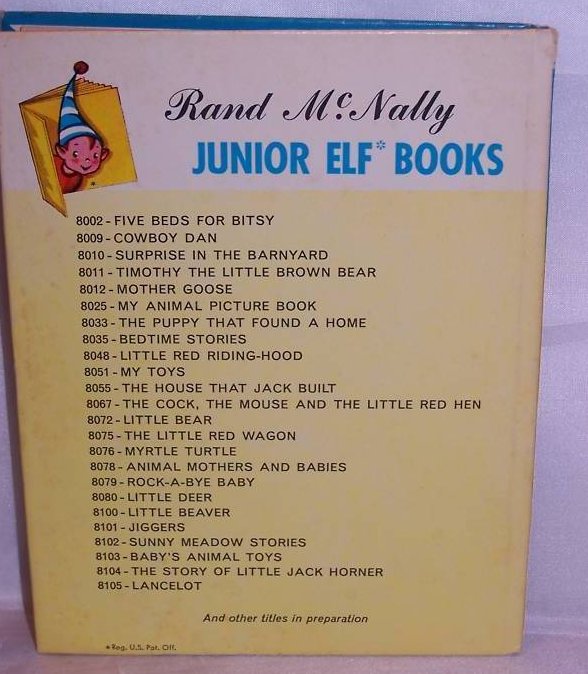 Rand McNally
JUNIOR ELF* BOOKS
8002 - FIVE BEDS FOR BITSY
8009 - COWBOY DAN
8010 - SURPRISE IN THE BARNYARD
8011 - TIMOTHY THE LITTLE BROWN BEAR
8012 - MOTHER GOOSE
8025 - MY ANIMAL PICTURE BOOK
8033 - THE PUPPY THAT FOUND A HOME
8035 - BEDTIME STORIES
8048 - LITTLE RED RIDING-HOOD
8051 - MY TOYS
8055 - THE HOUSE THAT JACK BUILT
8067 - THE COCK, THE MOUSE AND THE LITTLE RED HEN
8072 - LITTLE BEAR
8075 - THE LITTLE RED WAGON
8076 - MYRTLE TURTLE
8078 - ANIMAL MOTHERS AND BABIES
8079 - ROCK-A-BYE BABY
8080 - LITTLE DEER
8100 - LITTLE BEAVER
8101 - JIGGERS
8102 - SUNNY MEADOW STORIES
8103 - BABY'S ANIMAL TOYS
8104 - THE STORY OF LITTLE JACK HORNER
8105 - LANCELOT
And other titles in preparation
* Reg. U.S. Pat. Off.